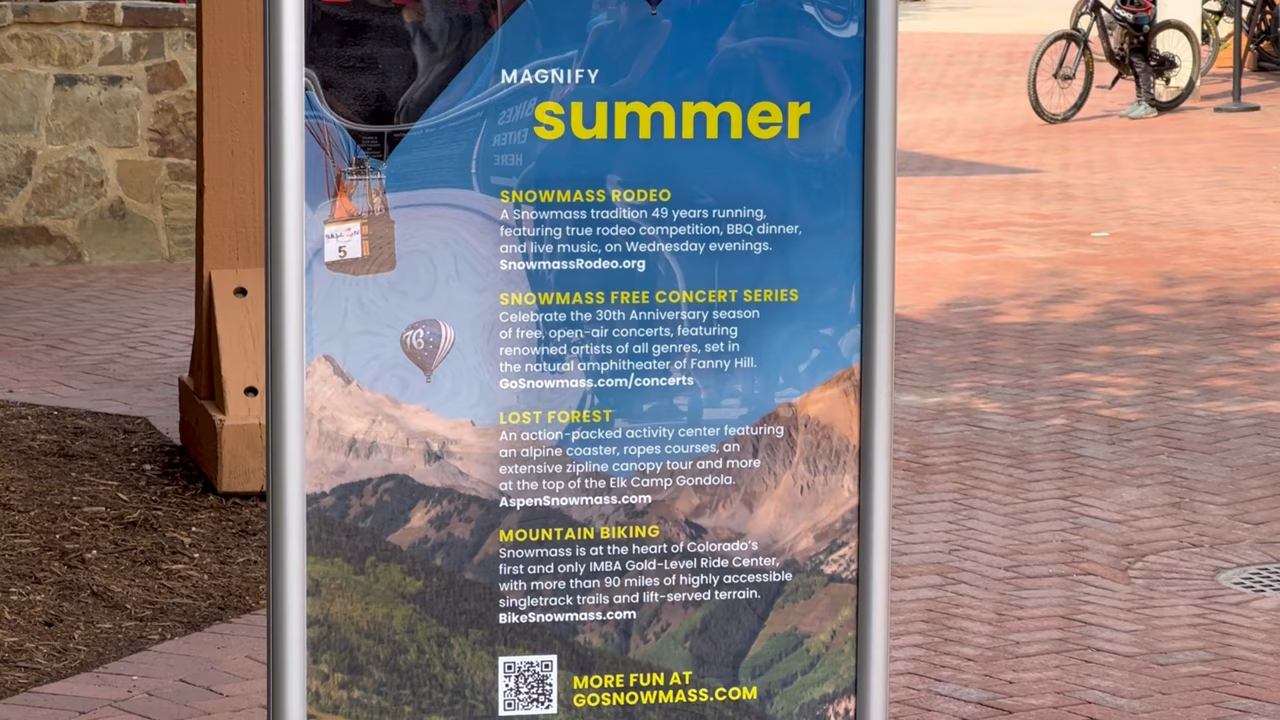 MAGNIFY
summer
BIKES
ENTER
HERE
SNOWMASS RODEO
A Snowmass tradition 49 years running,
featuring true rodeo competition, BBQ dinner,
and live music, on Wednesday evenings.
SnowmassRodeo.org
5
SNOWMASS FREE CONCERT SERIES
Celebrate the 30th Anniversary season
of free, open-air concerts, featuring
renowned artists of all genres, set in
the natural amphitheater of Fanny Hill.
GoSnowmass.com/concerts
76
LOST FOREST
An action-packed activity center featuring
an alpine coaster, ropes courses, an
extensive zipline canopy tour and more
at the top of the Elk Camp Gondola.
AspenSnowmass.com
MOUNTAIN BIKING
Snowmass is at the heart of Colorado's
first and only IMBA Gold-Level Ride Center,
with more than 90 miles of highly accessible
singletrack trails and lift-served terrain.
BikeSnowmass.com
MORE FUN AT
GOSNOWMASS.COM